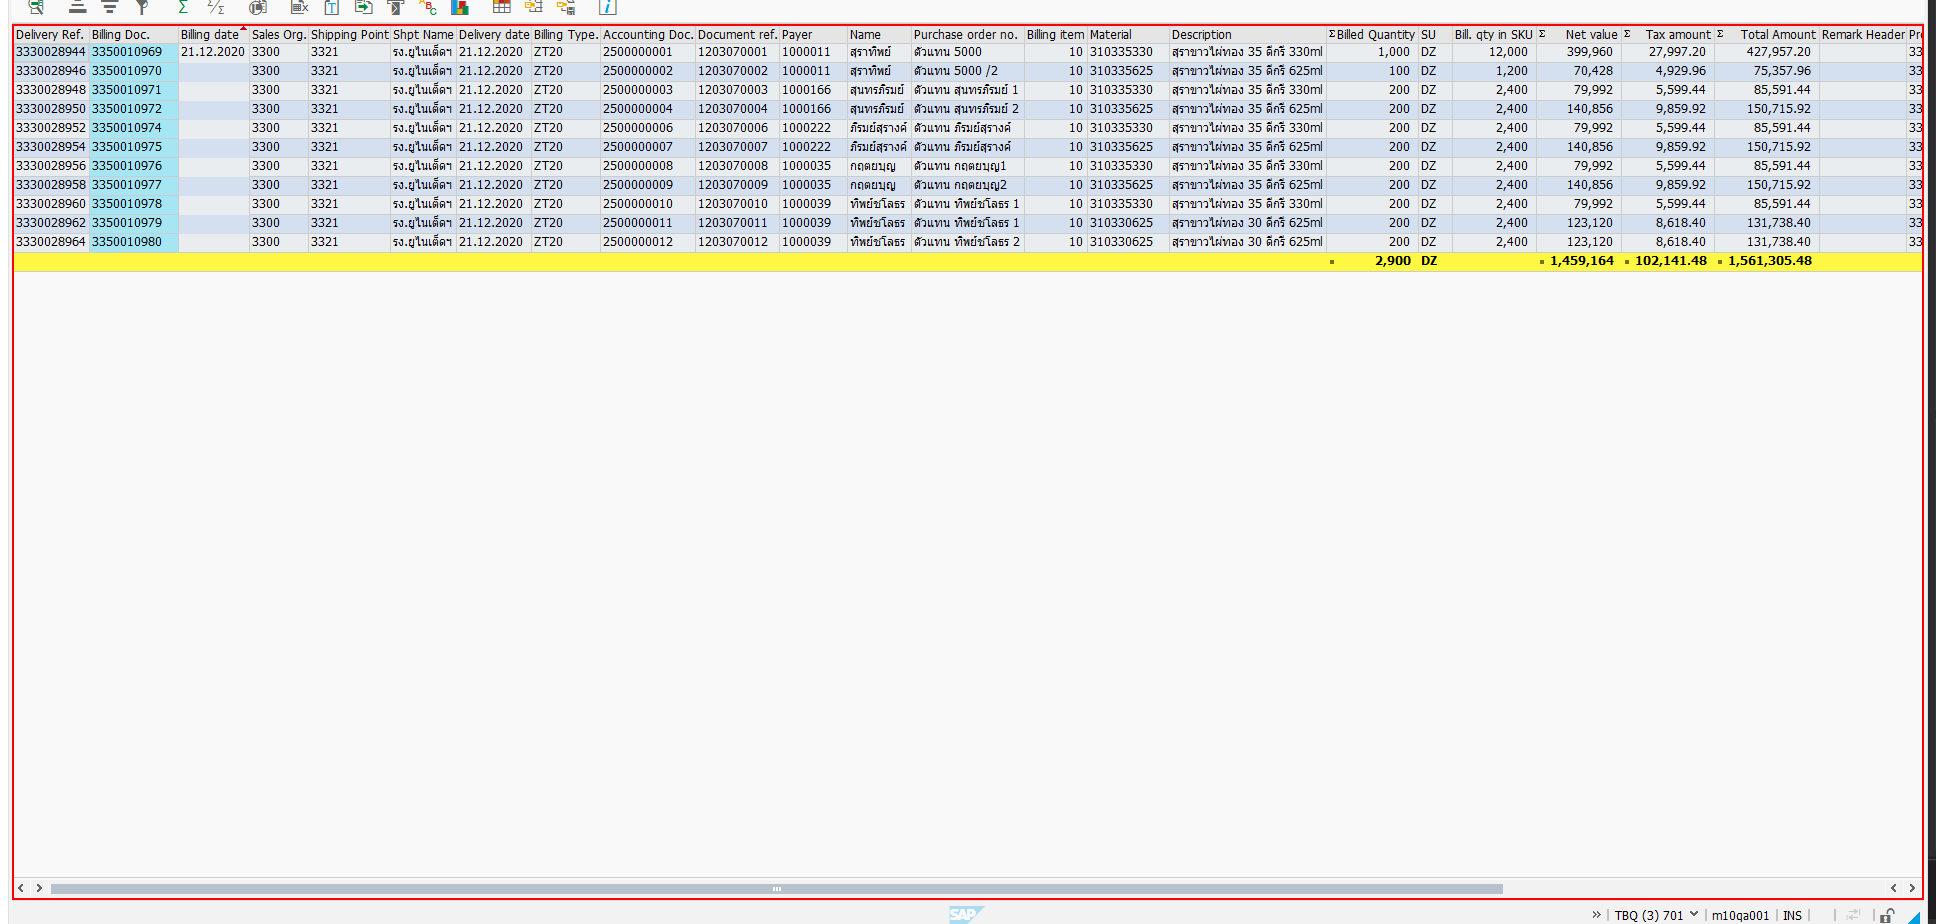 Delivery Ref. Billing Doc. Billing date Sales Org. Shipping Point Shpt Name Delivery date Billing Type. Accounting Doc. Document ref. Payer Name Purchase order no. Billing item Material Description Σ Billed Quantity SU Bill. qty in SKU Σ Net value Σ Tax amount Σ Total Amount Remark Header Pr
3330028944 3350010969 21.12.2020 3300 3321 รง.ยูไนเต็ดฯ 21.12.2020 ZT20 2500000001 1203070001 1000011 สุราทิพย์ ตัวแทน 5000 10 310335330 สุราขาวไผ่ทอง 35 ดีกรี 330ml 1,000 DZ 12,000 399,960 27,997.20 427,957.20 33
3330028946 3350010970 3300 3321 รง.ยูไนเต็ดฯ 21.12.2020 ZT20 2500000002 1203070002 1000011 สุราทิพย์ ตัวแทน 5000 /2 10 310335625 สุราขาวไผ่ทอง 35 ดีกรี 625ml 100 DZ 1,200 70,428 4,929.96 75,357.96 33
3330028948 3350010971 3300 3321 รง.ยูไนเต็ดฯ 21.12.2020 ZT20 2500000003 1203070003 1000166 สุนทรภิรมย์ ตัวแทน สุนทรภิรมย์ 1 10 310335330 สุราขาวไผ่ทอง 35 ดีกรี 330ml 200 DZ 2,400 79,992 5,599.44 85,591.44 33
3330028950 3350010972 3300 3321 รง.ยูไนเต็ดฯ 21.12.2020 ZT20 2500000004 1203070004 1000166 สุนทรภิรมย์ ตัวแทน สุนทรภิรมย์ 2 10 310335625 สุราขาวไผ่ทอง 35 ดีกรี 625ml 200 DZ 2,400 140,856 9,859.92 150,715.92 33
3330028952 3350010974 3300 3321 รง.ยูไนเต็ดฯ 21.12.2020 ZT20 2500000006 1203070006 1000222 ภิรมย์สุรางค์ ตัวแทน ภิรมย์สุรางค์ 10 310335330 สุราขาวไผ่ทอง 35 ดีกรี 330ml 200 DZ 2,400 79,992 5,599.44 85,591.44 33
3330028954 3350010975 3300 3321 รง.ยูไนเต็ดฯ 21.12.2020 ZT20 2500000007 1203070007 1000222 ภิรมย์สุรางค์ ตัวแทน ภิรมย์สุรางค์ 10 310335625 สุราขาวไผ่ทอง 35 ดีกรี 625ml 200 DZ 2,400 140,856 9,859.92 150,715.92 33
3330028956 3350010976 3300 3321 รง.ยูไนเต็ดฯ 21.12.2020 ZT20 2500000008 1203070008 1000035 กฤตยบุญ ตัวแทน กฤตยบุญ1 10 310335330 สุราขาวไผ่ทอง 35 ดีกรี 330ml 200 DZ 2,400 79,992 5,599.44 85,591.44 33
3330028958 3350010977 3300 3321 รง.ยูไนเต็ดฯ 21.12.2020 ZT20 2500000009 1203070009 1000035 กฤตยบุญ ตัวแทน กฤตยบุญ2 10 310335625 สุราขาวไผ่ทอง 35 ดีกรี 625ml 200 DZ 2,400 140,856 9,859.92 150,715.92 33
3330028960 3350010978 3300 3321 รง.ยูไนเต็ดฯ 21.12.2020 ZT20 2500000010 1203070010 1000039 ทิพย์ชโลธร ตัวแทน ทิพย์ชโลธร 1 10 310335330 สุราขาวไผ่ทอง 35 ดีกรี 330ml 200 DZ 2,400 79,992 5,599.44 85,591.44 33
3330028962 3350010979 3300 3321 รง.ยูไนเต็ดฯ 21.12.2020 ZT20 2500000011 1203070011 1000039 ทิพย์ชโลธร ตัวแทน ทิพย์ชโลธร 1 10 310330625 สุราขาวไผ่ทอง 30 ดีกรี 625ml 200 DZ 2,400 123,120 8,618.40 131,738.40 33
3330028964 3350010980 3300 3321 รง.ยูไนเต็ดฯ 21.12.2020 ZT20 2500000012 1203070012 1000039 ทิพย์ชโลธร ตัวแทน ทิพย์ชโลธร 2 10 310330625 สุราขาวไผ่ทอง 30 ดีกรี 625ml 200 DZ 2,400 123,120 8,618.40 131,738.40 33
2,900 DZ 1,459,164 102,141.48 1,561,305.48
SAP » TBQ (3) 701 m10qa001 INS